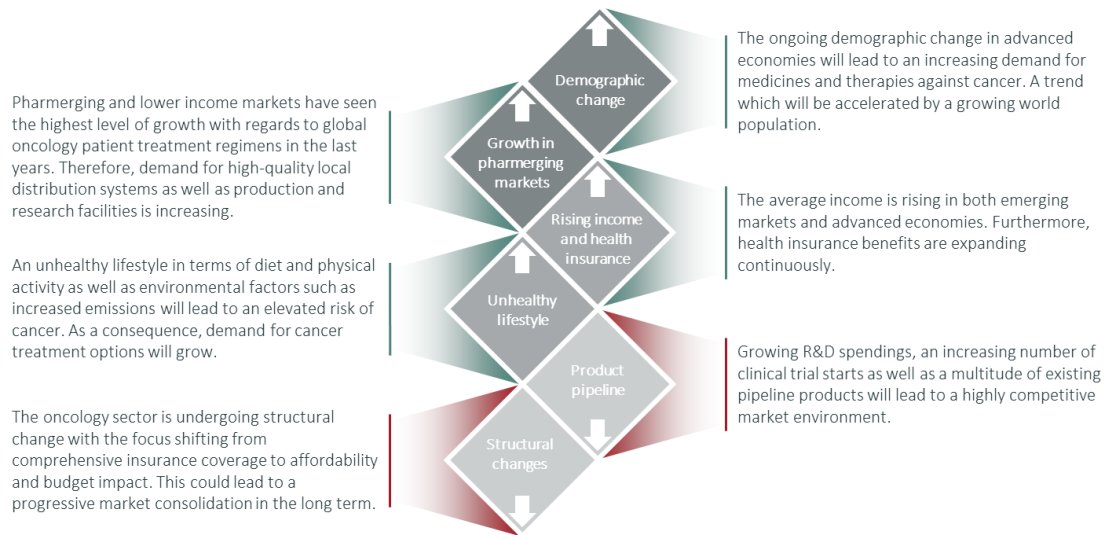 Demographic
change
The ongoing demographic change in advanced
economies will lead to an increasing demand for
medicines and therapies against cancer. A trend
which will be accelerated by a growing world
population.
Pharmerging and lower income markets have seen
the highest level of growth with regards to global
oncology patient treatment regimens in the last
years. Therefore, demand for high-quality local
distribution systems as well as production and
research facilities is increasing.
Growth in
pharmerging
markets
Rising income
and health
insurance
The average income is rising in both emerging
markets and advanced economies. Furthermore,
health insurance benefits are expanding
continuously.
An unhealthy lifestyle in terms of diet and physical
activity as well as environmental factors such as
increased emissions will lead to an elevated risk of
cancer. As a consequence, demand for cancer
treatment options will grow.
Unhealthy
lifestyle
Product
pipeline
Growing R&D spendings, an increasing number of
clinical trial starts as well as a multitude of existing
pipeline products will lead to a highly competitive
market environment.
The oncology sector is undergoing structural
change with the focus shifting from
comprehensive insurance coverage to affordability
and budget impact. This could lead to a
progressive market consolidation in the long term.
Structural
changes